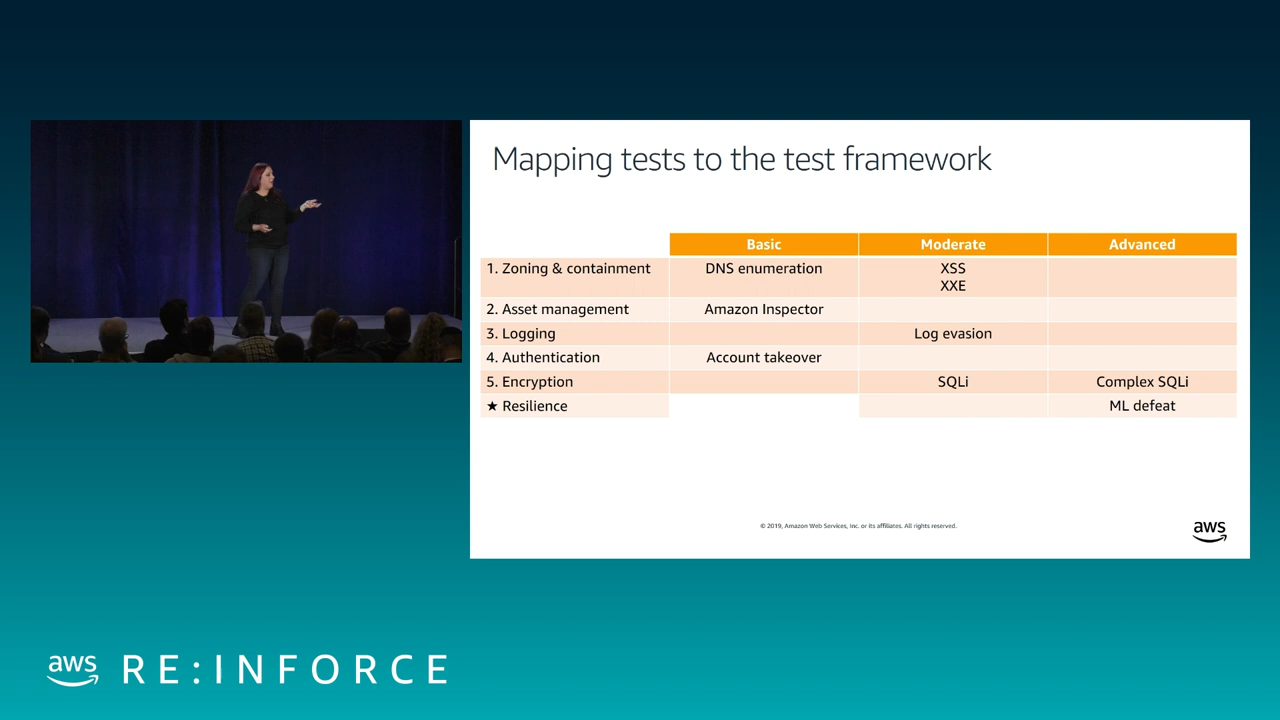 Mapping tests to the test framework
Basic Moderate Advanced
1. Zoning & containment DNS enumeration XSS
XXE
2. Asset management Amazon Inspector
3. Logging Log evasion
4. Authentication Account takeover
5. Encryption SQLi Complex SQLi
★ Resilience ML defeat
© 2019, Amazon Web Services, Inc. or its affiliates. All rights reserved.
aws
aws RE:INFORCE